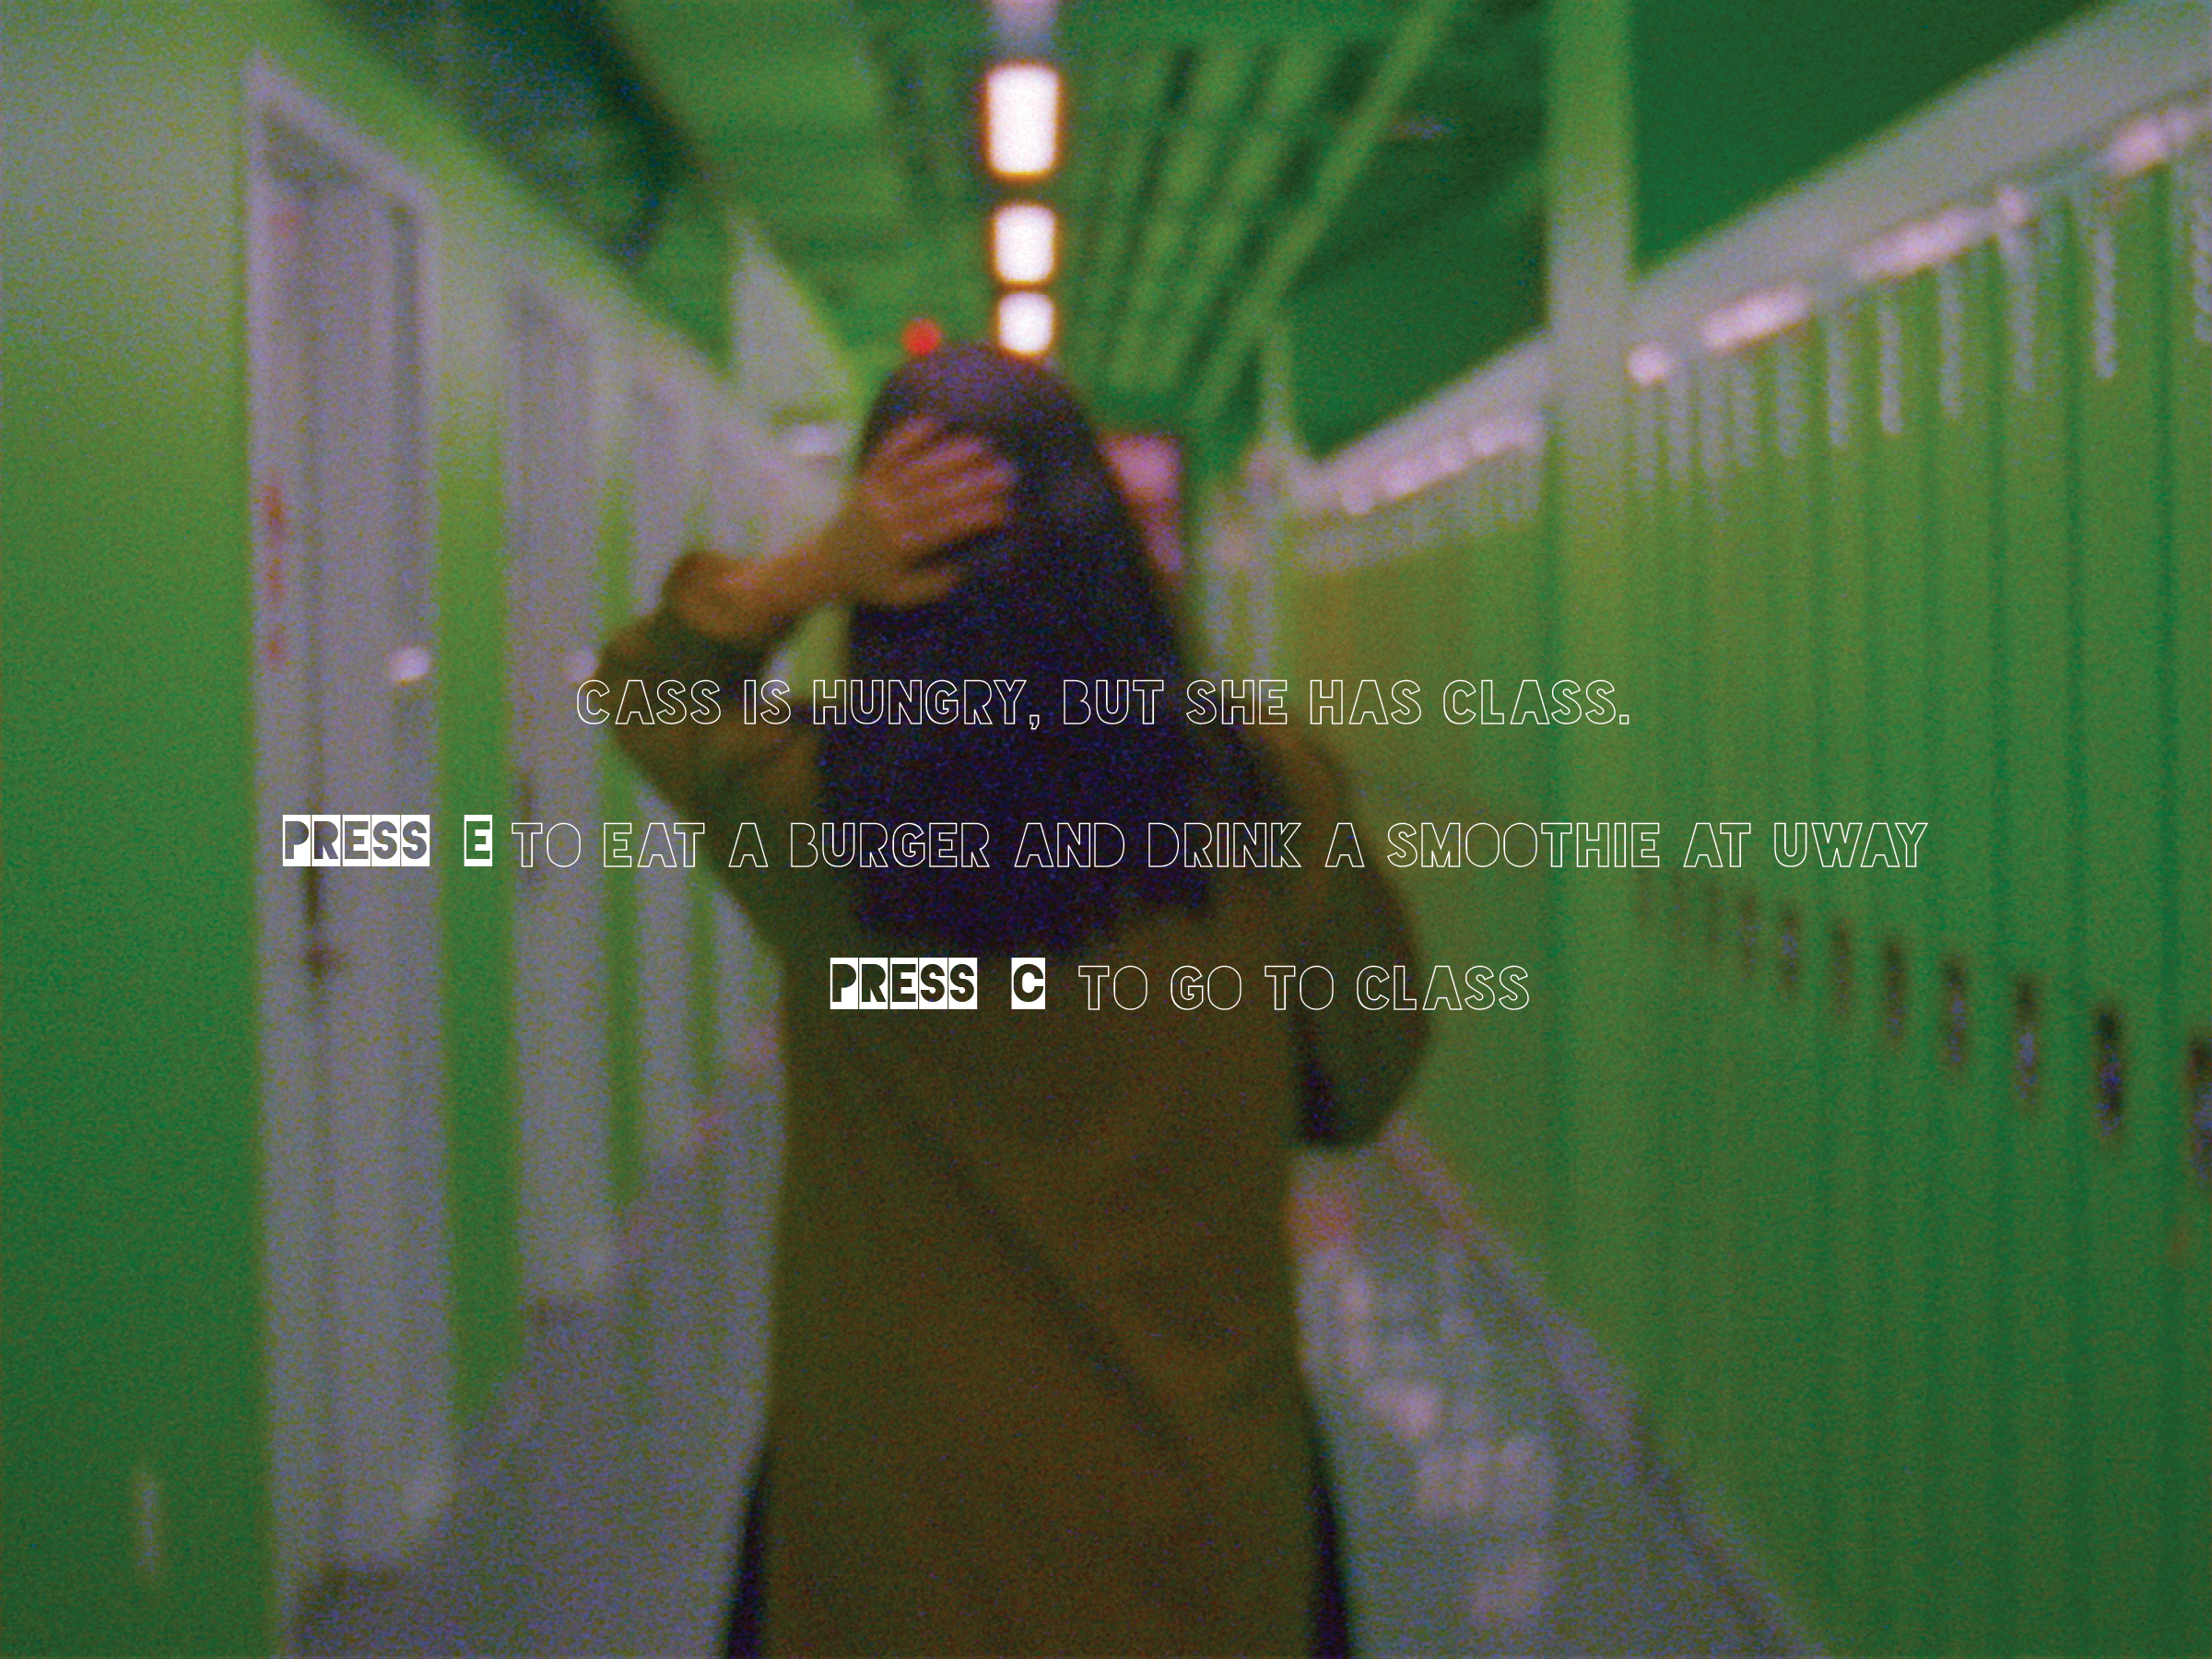 CASS IS HUNGRY, BUT SHE HAS CLASS.
PRESS E TO EAT A BURGER AND DRINK A SMOOTHIE AT UWAY
PRESS C TO GO TO CLASS